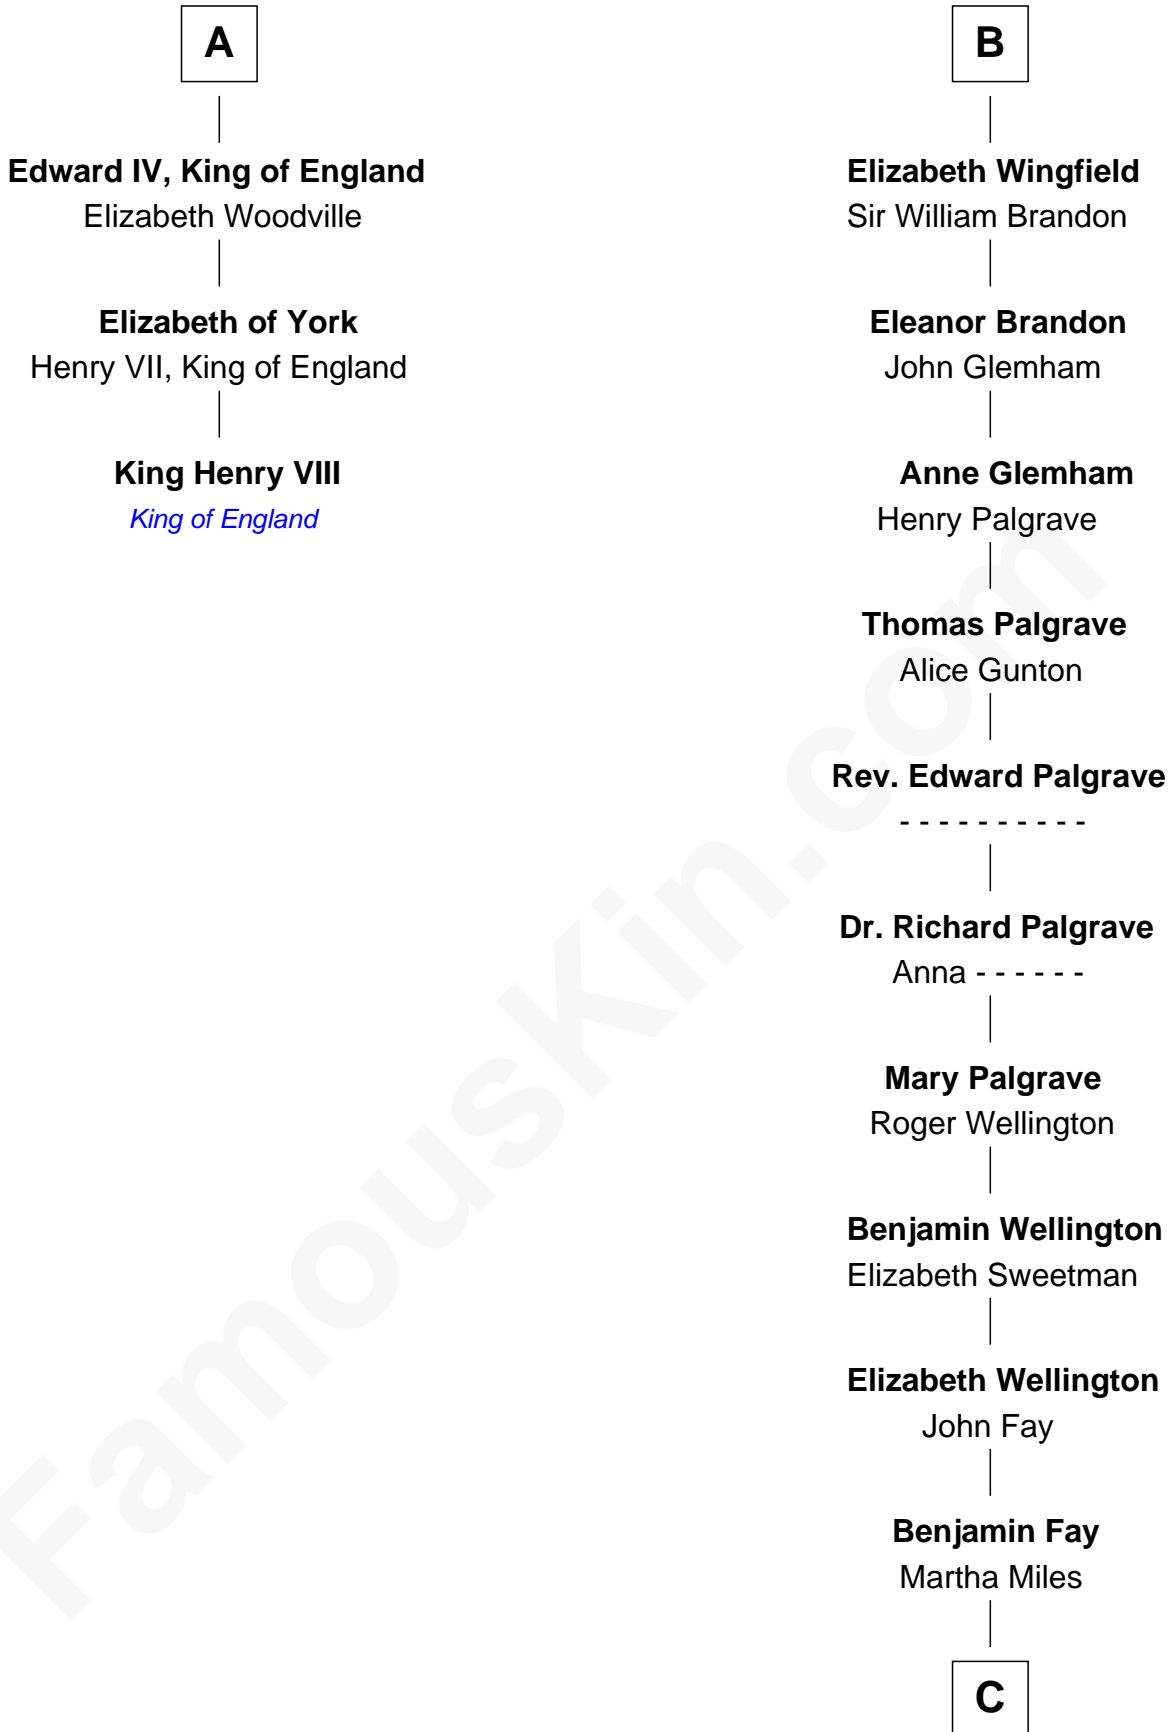 A
Edward IV, King of England
Elizabeth Woodville
Elizabeth of York
Henry VII, King of England
King Henry VIII
King of England
B
Elizabeth Wingfield
Sir William Brandon
Eleanor Brandon
John Glemham
Anne Glemham
Henry Palgrave
Thomas Palgrave
Alice Gunton
Rev. Edward Palgrave
- - - - - - - - - -
Dr. Richard Palgrave
Anna - - - - - -
Mary Palgrave
Roger Wellington
Benjamin Wellington
Elizabeth Sweetman
Elizabeth Wellington
John Fay
Benjamin Fay
Martha Miles
C
FamousKin.com